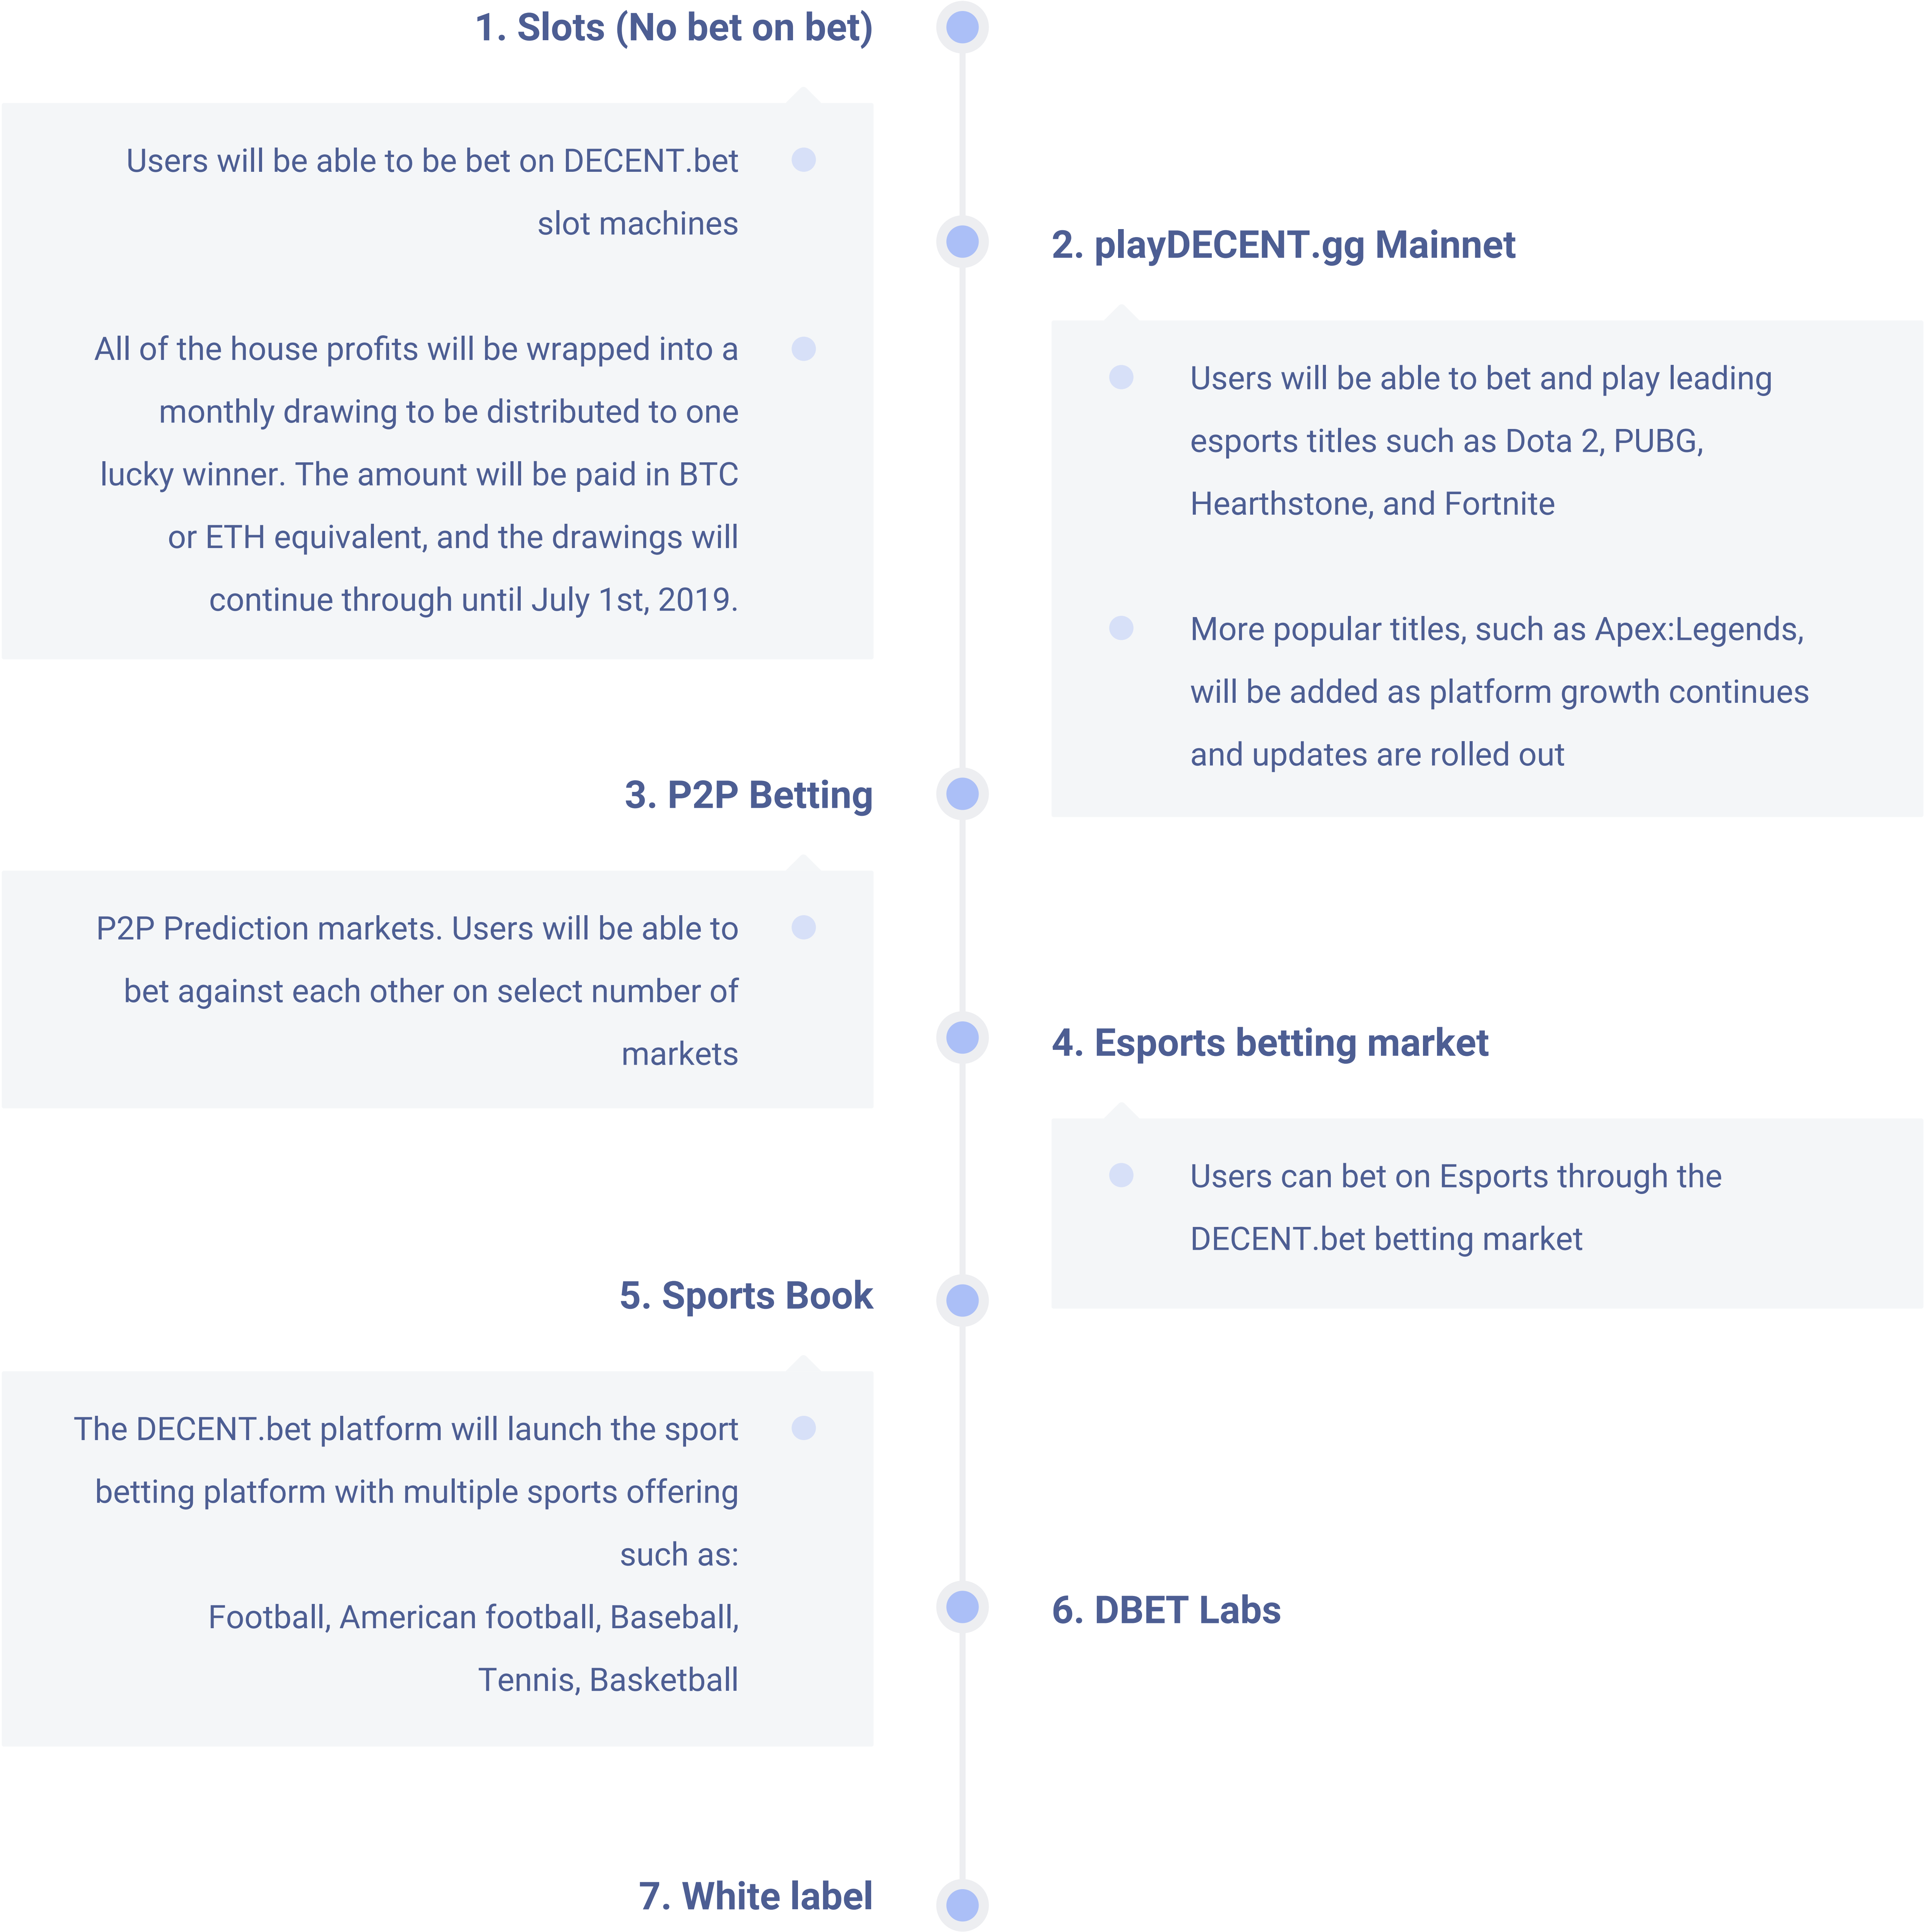 1. Slots (No bet on bet)
Users will be able to be bet on DECENT.bet
slot machines
All of the house profits will be wrapped into a
monthly drawing to be distributed to one
lucky winner. The amount will be paid in BTC
or ETH equivalent, and the drawings will
continue through until July 1st, 2019.
2. playDECENT.gg Mainnet
Users will be able to bet and play leading
esports titles such as Dota 2, PUBG,
Hearthstone, and Fortnite
More popular titles, such as Apex:Legends,
will be added as platform growth continues
and updates are rolled out
3. P2P Betting
P2P Prediction markets. Users will be able to
bet against each other on select number of
markets
4. Esports betting market
Users can bet on Esports through the
DECENT.bet betting market
5. Sports Book
The DECENT.bet platform will launch the sport
betting platform with multiple sports offering
such as:
Football, American football, Baseball,
Tennis, Basketball
6. DBET Labs
7. White label